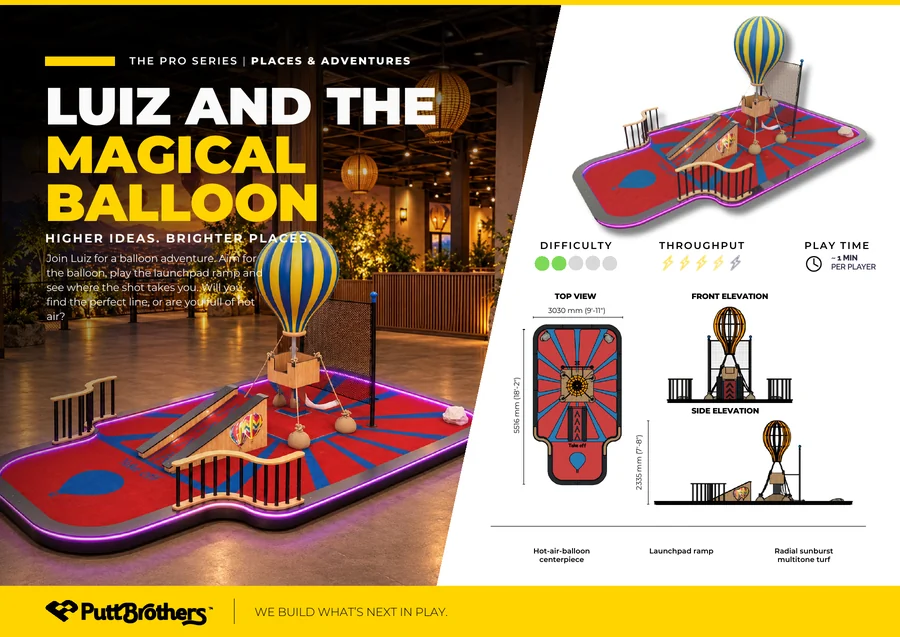 THE PRO SERIES | PLACES & ADVENTURES
LUIZ AND THE
MAGICAL
BALLOON
HIGHER IDEAS. BRIGHTER PLACES.
Join Luiz for a balloon adventure. Aim for
the balloon, play the launchpad ramp and
see where the shot takes you. Will you
find the perfect line, or are you full of hot
air?
DIFFICULTY
THROUGHPUT
PLAY TIME
~ 1 MIN
PER PLAYER
TOP VIEW
3030 mm (9'-11")
5516 mm (18'-2")
Take off
FRONT ELEVATION
SIDE ELEVATION
2335 mm (7'-8")
Hot-air-balloon
centerpiece
Launchpad ramp
Radial sunburst
multitone turf
PuttBrothers™
WE BUILD WHAT'S NEXT IN PLAY.